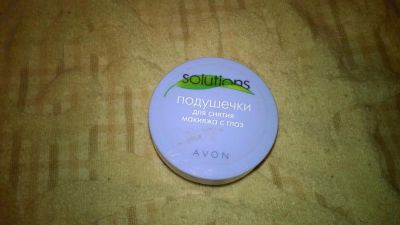 solutions
подушечки
для снятия
макияжа с глаз
AVON